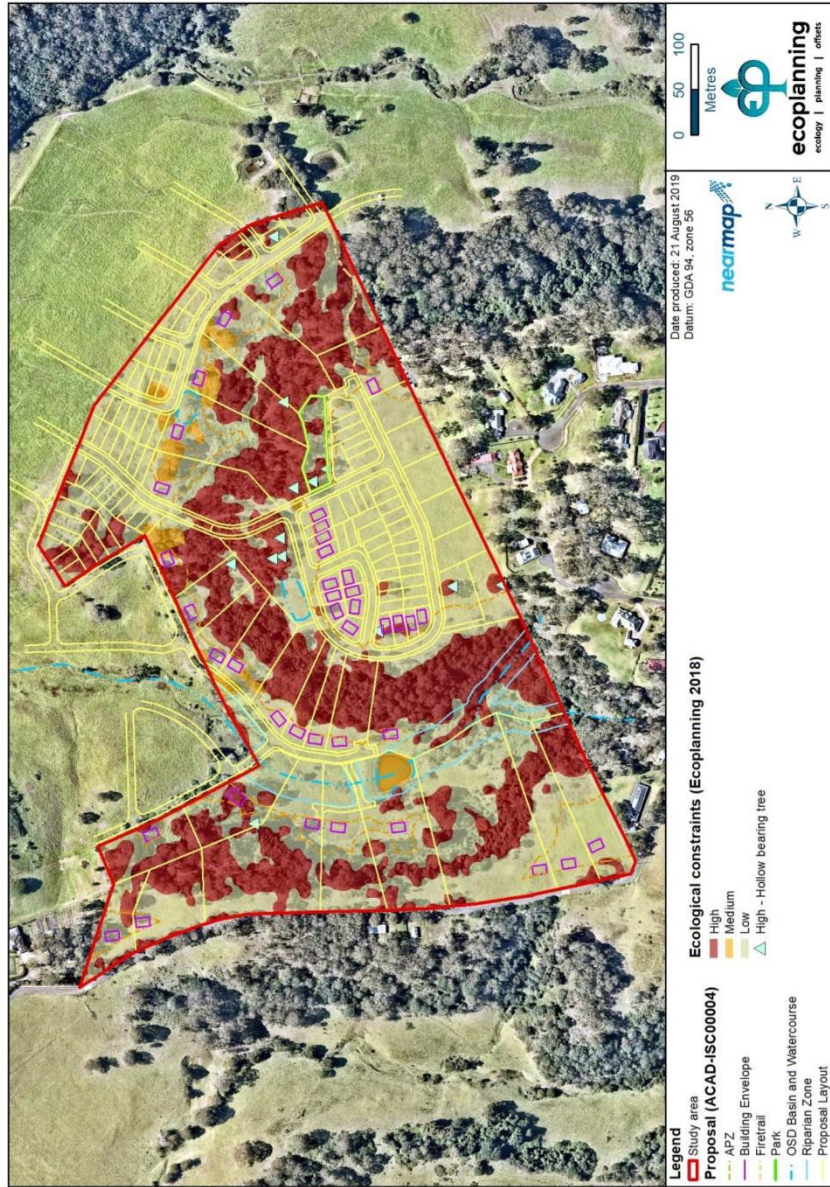 Legend
Study area
Proposal (ACAD-ISC00004)
APZ
Building Envelope
Firetrail
Park
OSD Basin and Watercourse
Riparian Zone
Proposal Layout
Ecological constraints (Ecoplanning 2018)
High
Medium
Low
High - Hollow bearing tree
Date produced: 21 August 2019
Datum: GDA 94, zone 56
nearmap
N
W
E
S
0 50 100
Metres
ep
ecoplanning
ecology | planning | offsets